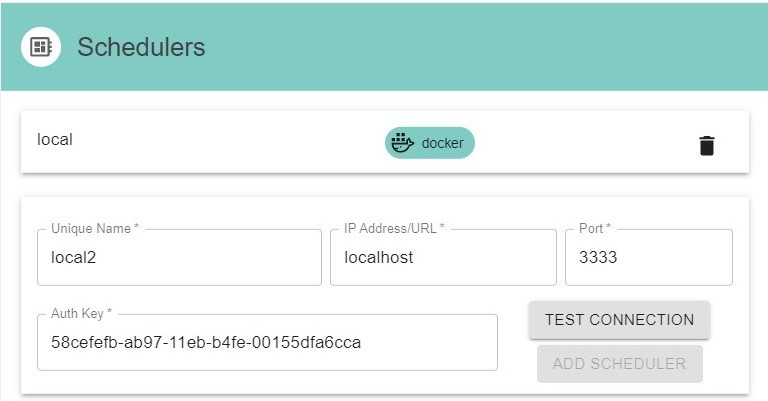 Schedulers
local
docker
Unique Name *
local2
IP Address/URL *
localhost
Port *
3333
Auth Key *
58cefefb-ab97-11eb-b4fe-00155dfa6cca
TEST CONNECTION
ADD SCHEDULER